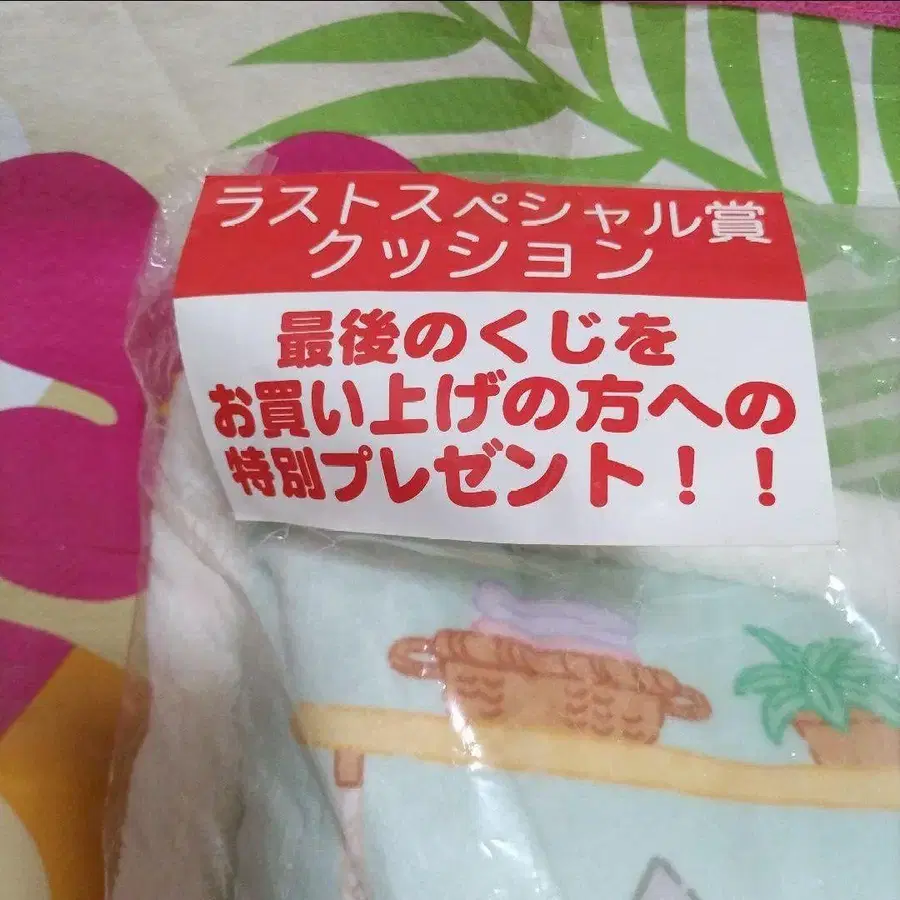 ラストスペシャル賞
クッション
最後のくじを
お買い上げの方への
特別プレゼント！！